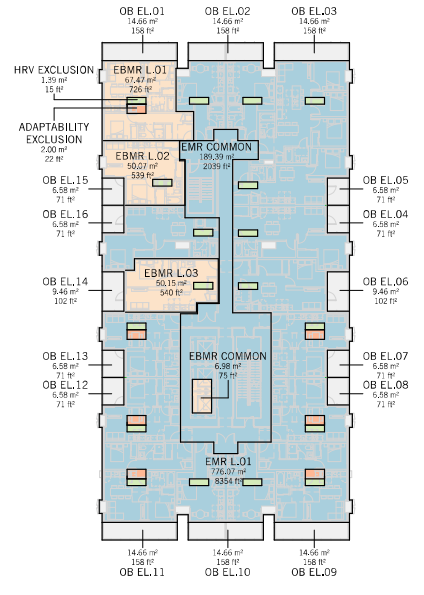 OB EL.01
14.66 m²
158 ft²
OB EL.02
14.66 m²
158 ft²
OB EL.03
14.66 m²
158 ft²
HRV EXCLUSION
1.39 m²
15 ft²
EBMR L.01
67.47 m²
726 ft²
ADAPTABILITY
EXCLUSION
2.00 m²
22 ft²
EMR COMMON
189.39 m²
2039 ft²
EBMR L.02
50.07 m²
539 ft²
OB EL.15
6.58 m²
71 ft²
OB EL.05
6.58 m²
71 ft²
OB EL.16
6.58 m²
71 ft²
OB EL.04
6.58 m²
71 ft²
OB EL.14
9.46 m²
102 ft²
EBMR L.03
50.15 m²
540 ft²
OB EL.06
9.46 m²
102 ft²
OB EL.13
6.58 m²
71 ft²
EBMR COMMON
6.98 m²
75 ft²
OB EL.07
6.58 m²
71 ft²
OB EL.12
6.58 m²
71 ft²
OB EL.08
6.58 m²
71 ft²
EMR L.01
776.07 m²
8354 ft²
14.66 m²
158 ft²
OB EL.11
14.66 m²
158 ft²
OB EL.10
14.66 m²
158 ft²
OB EL.09